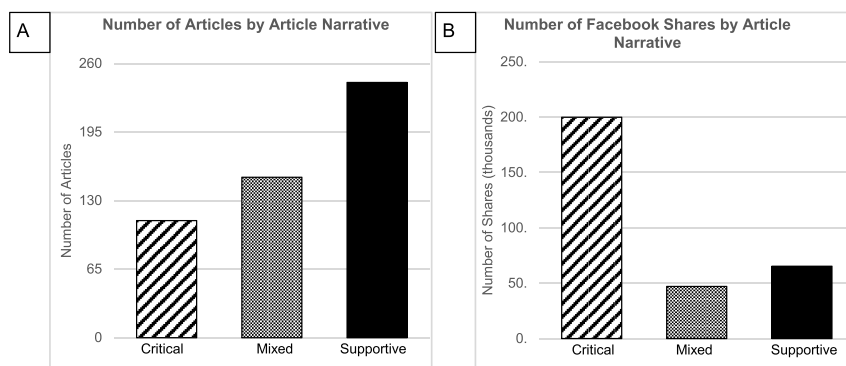 A
Number of Articles by Article Narrative
260
195
130
65
0
Number of Articles
Critical Mixed Supportive
B
Number of Facebook Shares by Article
Narrative
250.
200.
150.
100.
50.
0.
Number of Shares (thousands)
Critical Mixed Supportive